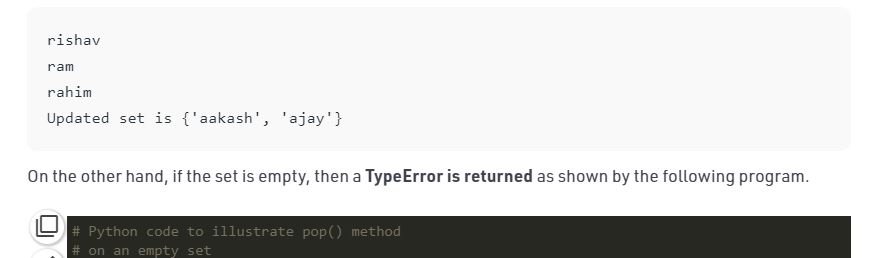 rishav
ram
rahim
Updated set is {'aakash', 'ajay'}
On the other hand, if the set is empty, then a TypeError is returned as shown by the following program.
# Python code to illustrate pop() method
# on an empty set